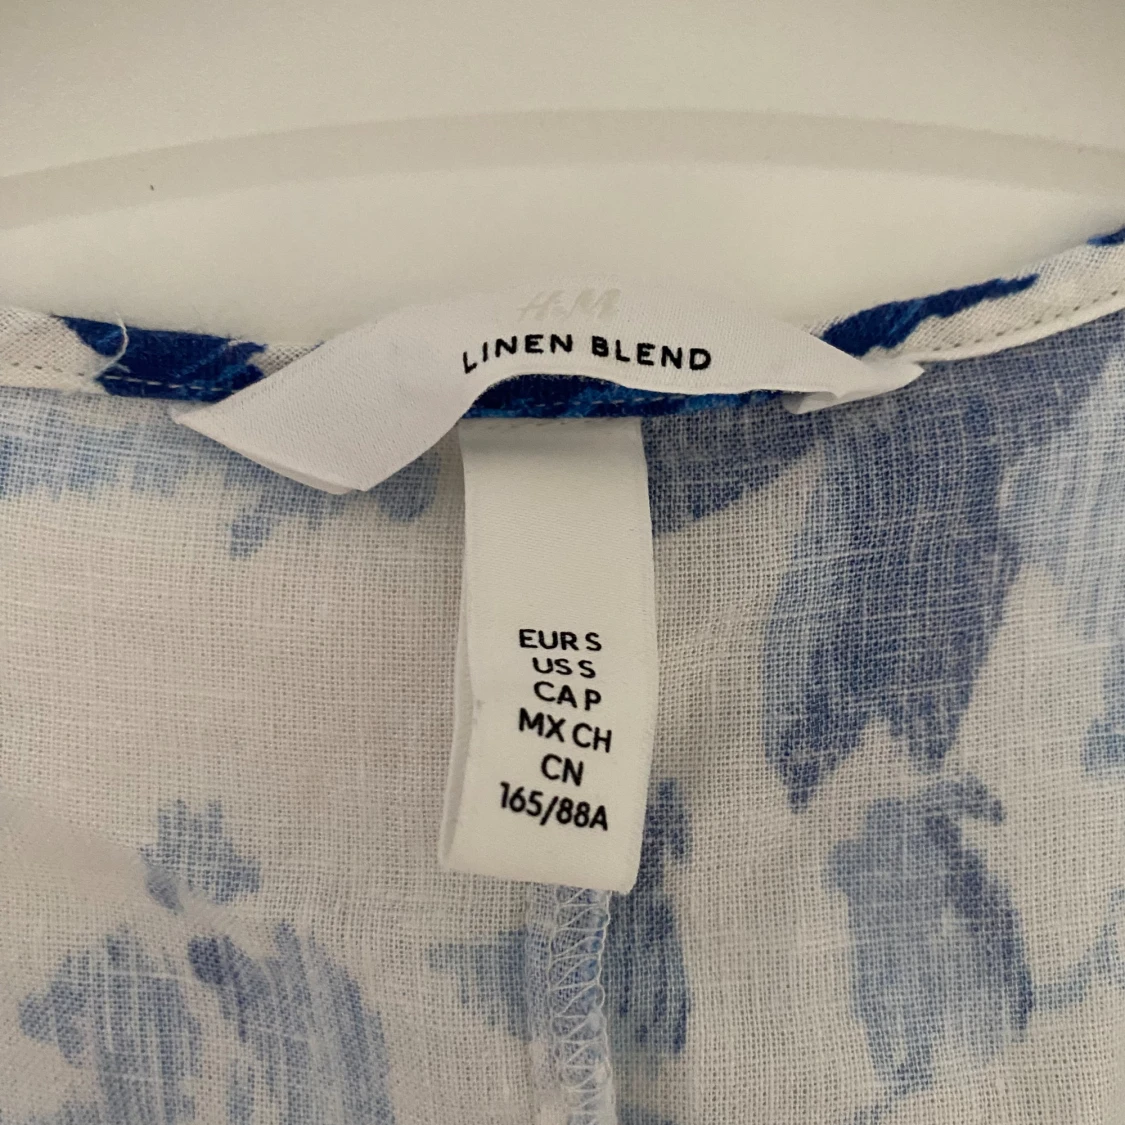 H&M
LINEN BLEND
EUR S
US S
CA P
MX CH
CN
165/88A